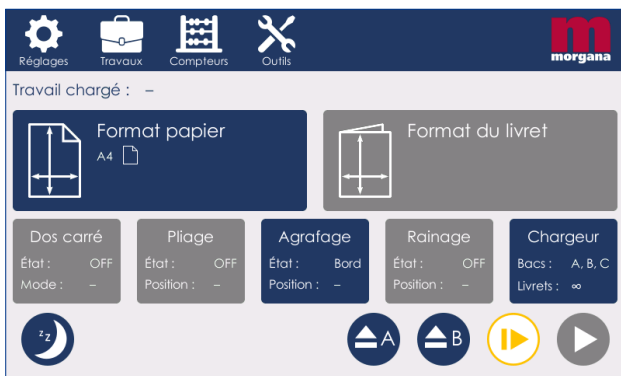 Réglages
Travaux
Compteurs
Outils
morgana
Travail chargé : –
Format papier
A4
Format du livret
Dos carré
État : OFF
Mode : –
Pliage
État : OFF
Position : –
Agrafage
État : Bord
Position : –
Rainage
État : OFF
Position : –
Chargeur
Bacs : A, B, C
Livrets : ∞
z z
A
B